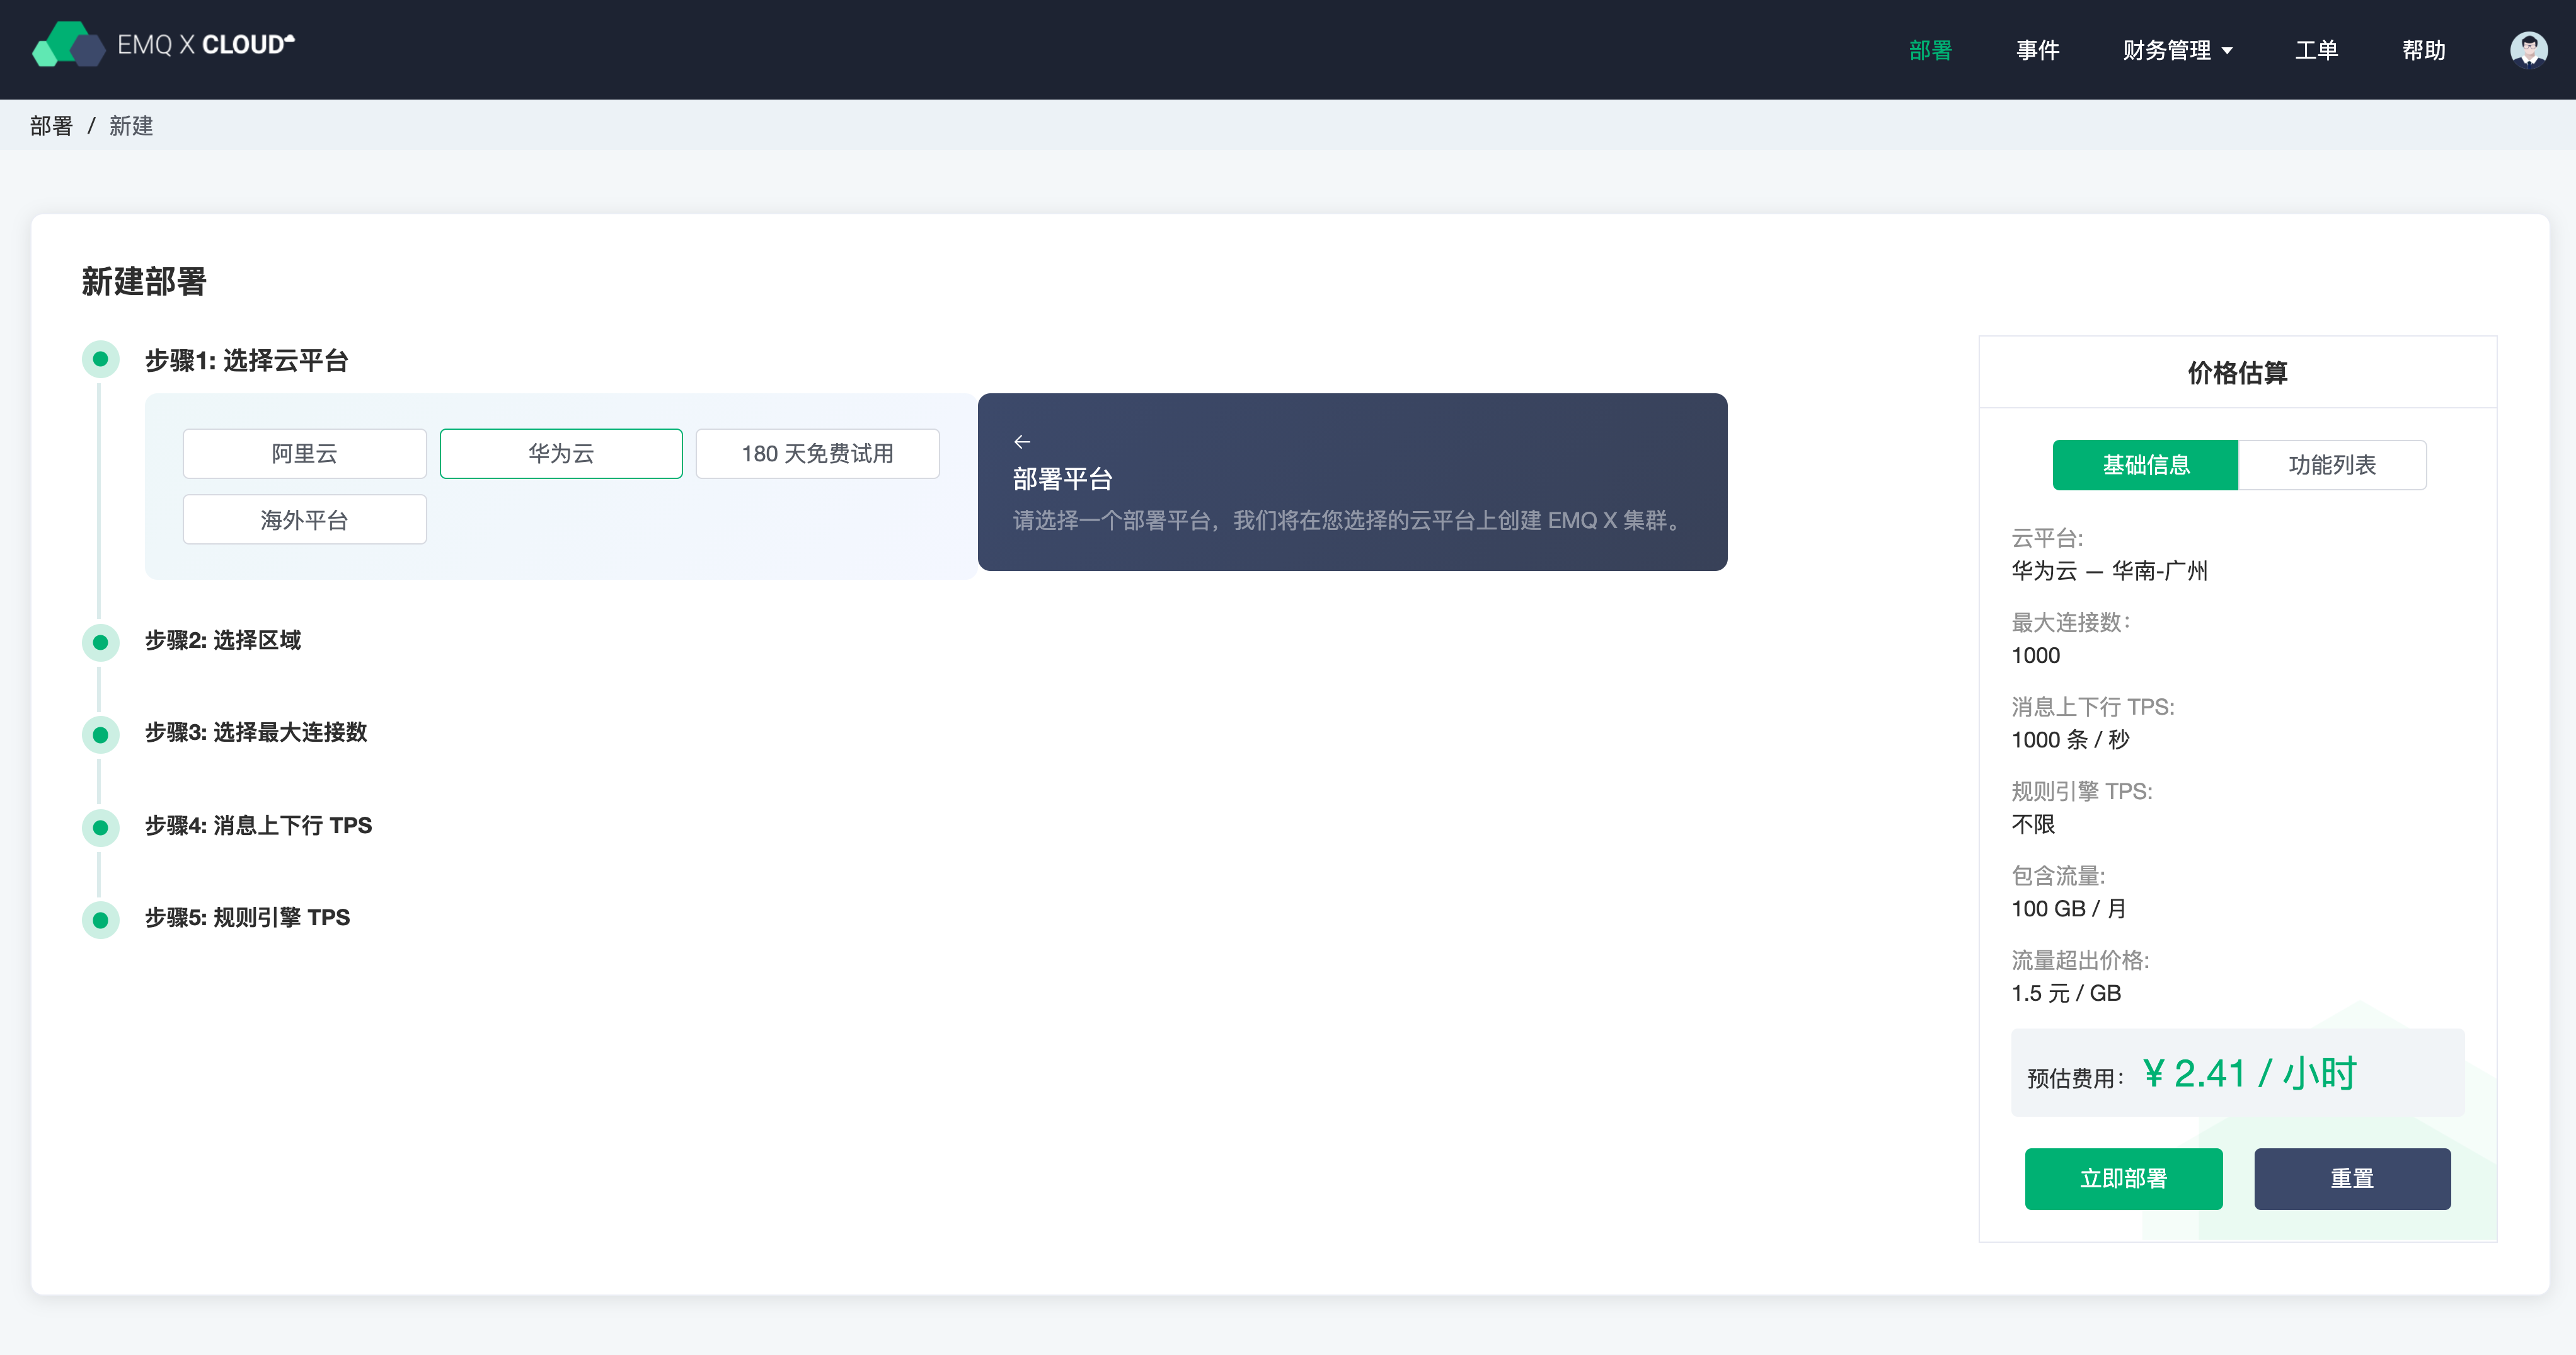 EMQ X CLOUD
部署
事件
财务管理
工单
帮助
部署 / 新建
新建部署
步骤1: 选择云平台
阿里云
华为云
180 天免费试用
海外平台
←
部署平台
请选择一个部署平台，我们将在您选择的云平台上创建 EMQ X 集群。
步骤2: 选择区域
步骤3: 选择最大连接数
步骤4: 消息上下行 TPS
步骤5: 规则引擎 TPS
价格估算
基础信息
功能列表
云平台:
华为云 — 华南-广州
最大连接数：
1000
消息上下行 TPS:
1000 条 / 秒
规则引擎 TPS:
不限
包含流量:
100 GB / 月
流量超出价格:
1.5 元 / GB
预估费用： ¥ 2.41 / 小时
立即部署
重置